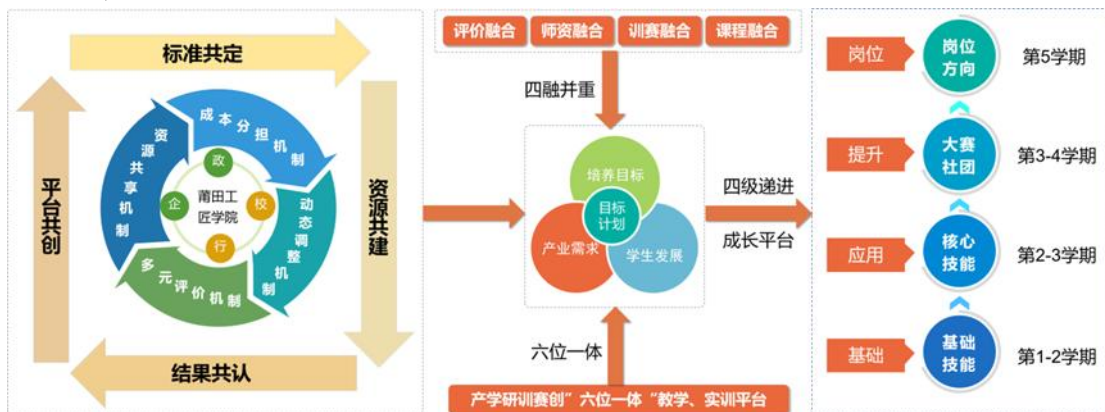 标准共定
平台共创
资源共建
结果共认
资源共享机制
成本分担机制
动态调整机制
多元评价机制
政
企
校
行
莆田工
匠学院
评价融合
师资融合
训赛融合
课程融合
四融并重
培养目标
目标
计划
产业需求
学生发展
六位一体
产学研训赛创”六位一体“教学、实训平台
四级递进
成长平台
岗位
岗位
方向
第5学期
提升
大赛
社团
第3-4学期
应用
核心
技能
第2-3学期
基础
基础
技能
第1-2学期